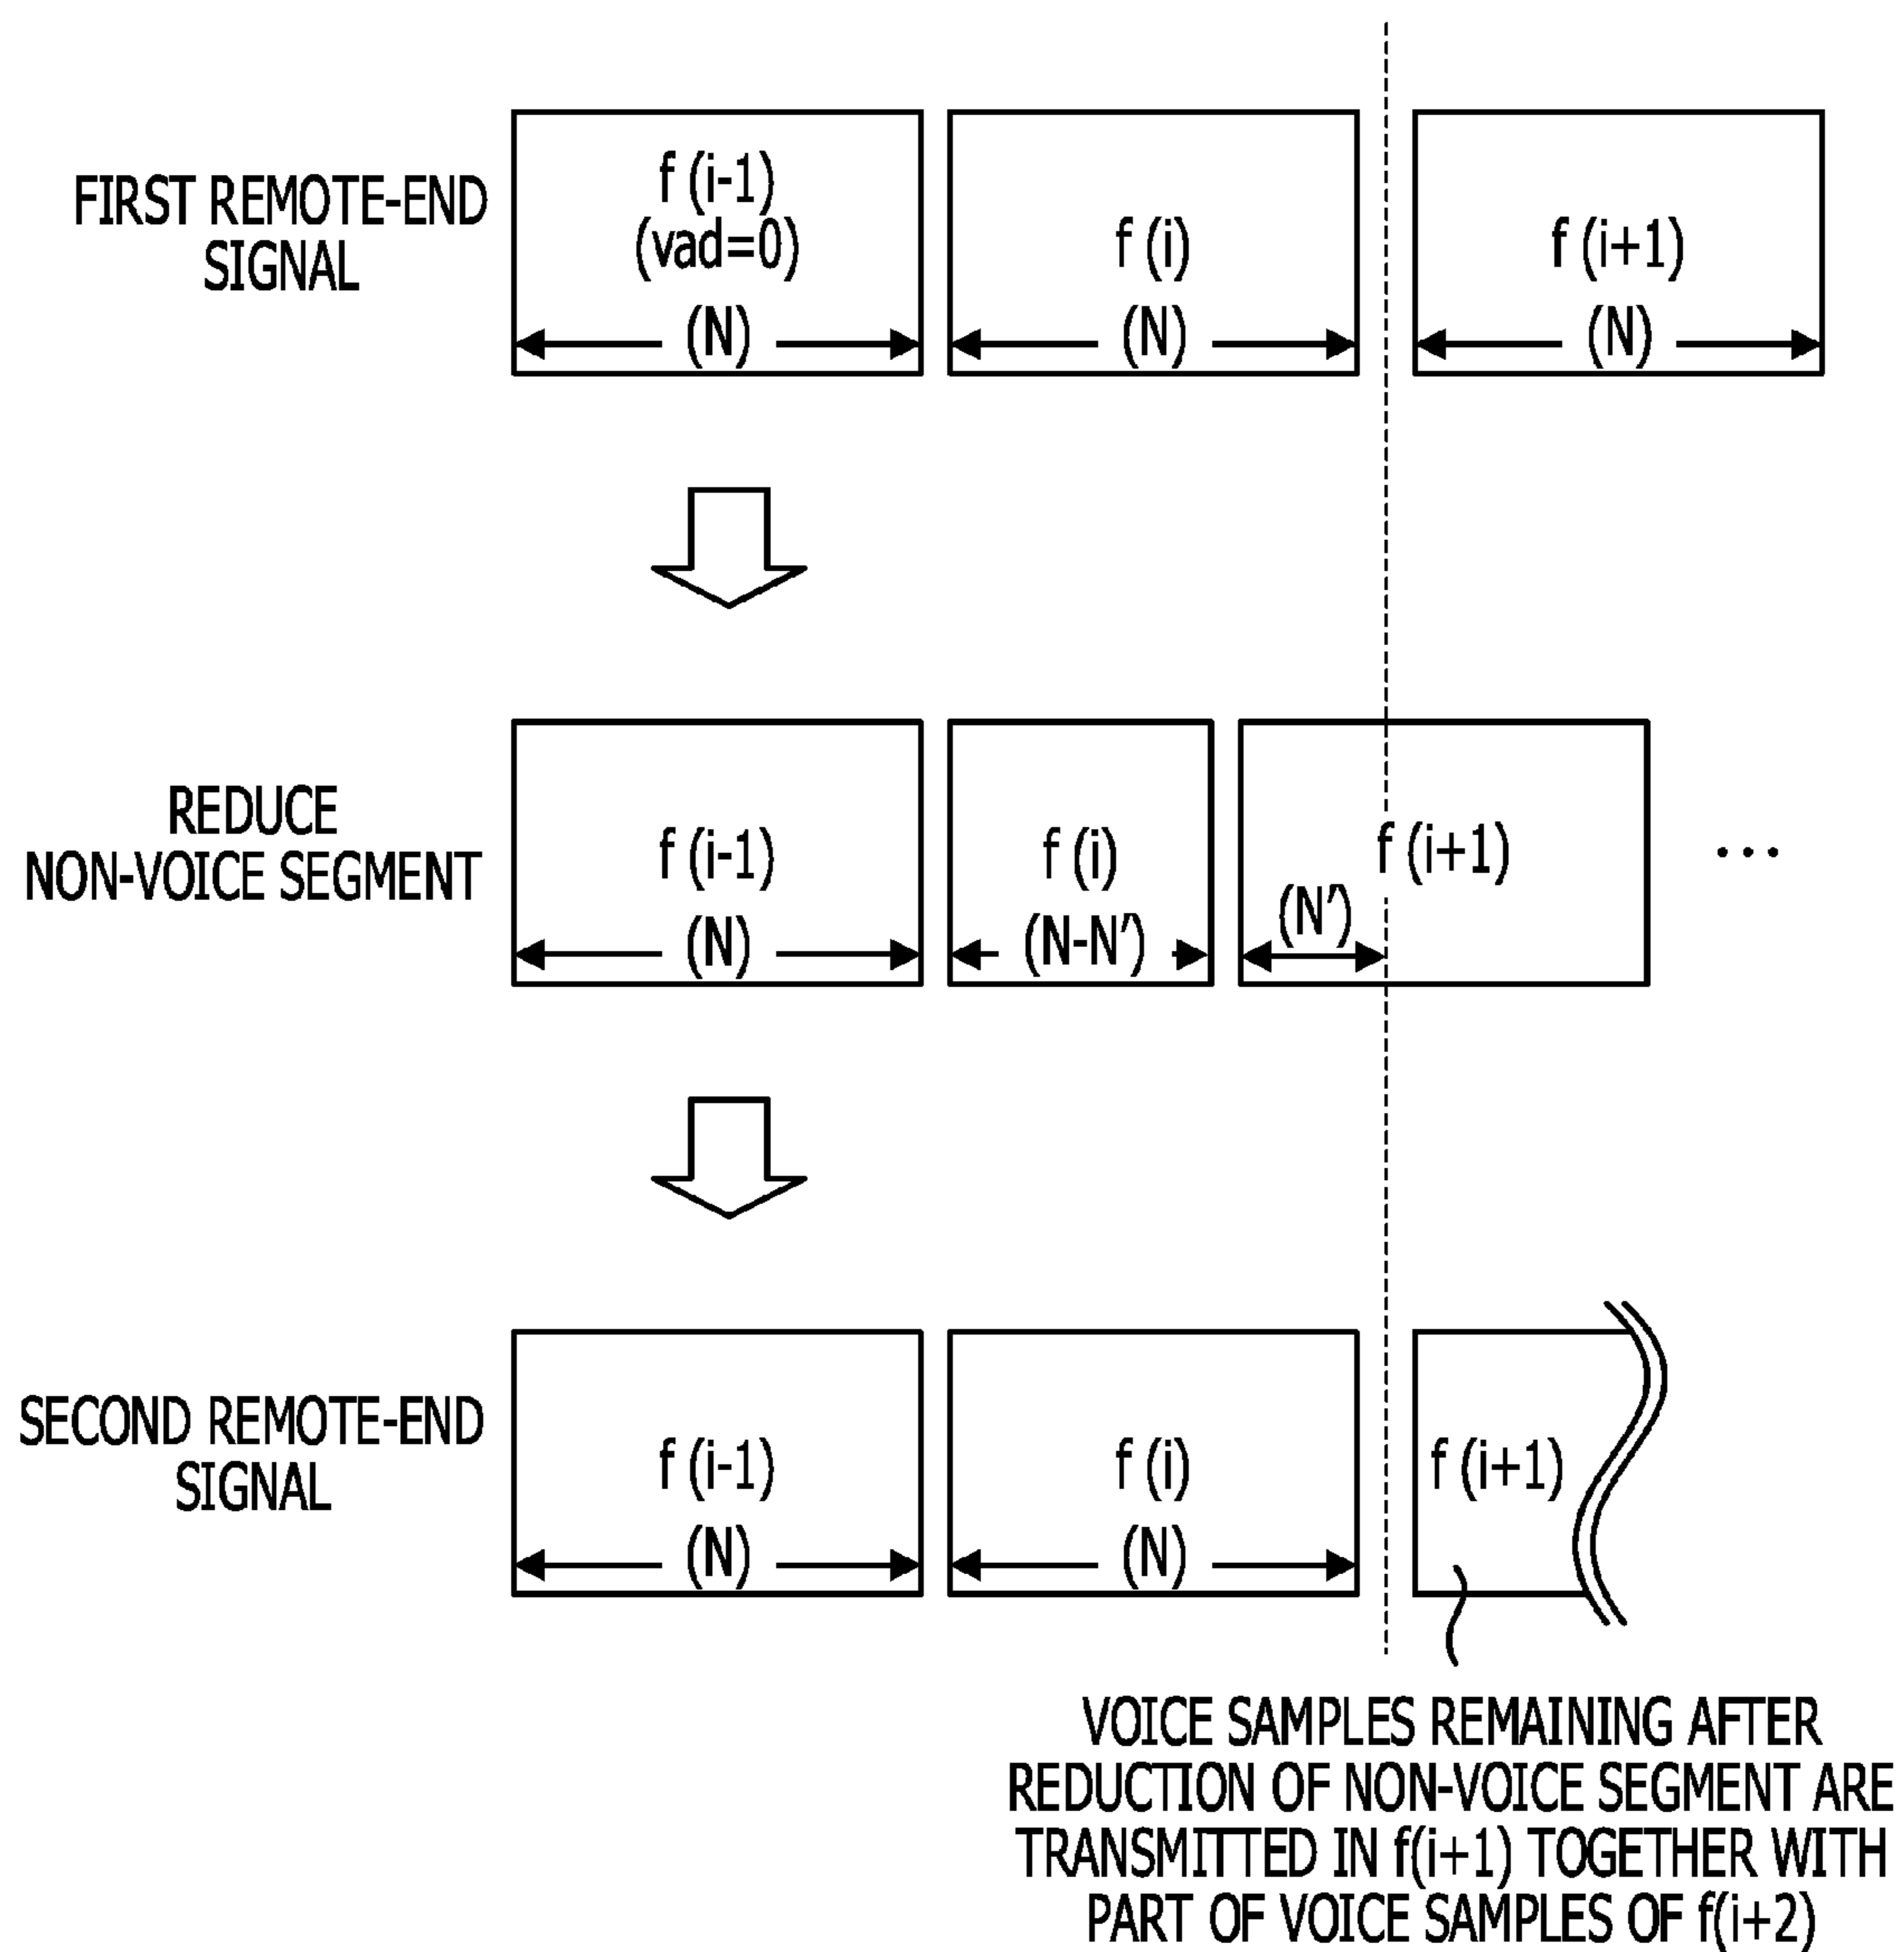 FIRST REMOTE-END
SIGNAL
f (i-1)
(vad=0)
(N)
f (i)
(N)
f (i+1)
(N)
REDUCE
NON-VOICE SEGMENT
f (i-1)
(N)
f (i)
(N-N′)
f (i+1)
(N′)
...
SECOND REMOTE-END
SIGNAL
f (i-1)
(N)
f (i)
(N)
f (i+1)
VOICE SAMPLES REMAINING AFTER
REDUCTION OF NON-VOICE SEGMENT ARE
TRANSMITTED IN f(i+1) TOGETHER WITH
PART OF VOICE SAMPLES OF f(i+2)